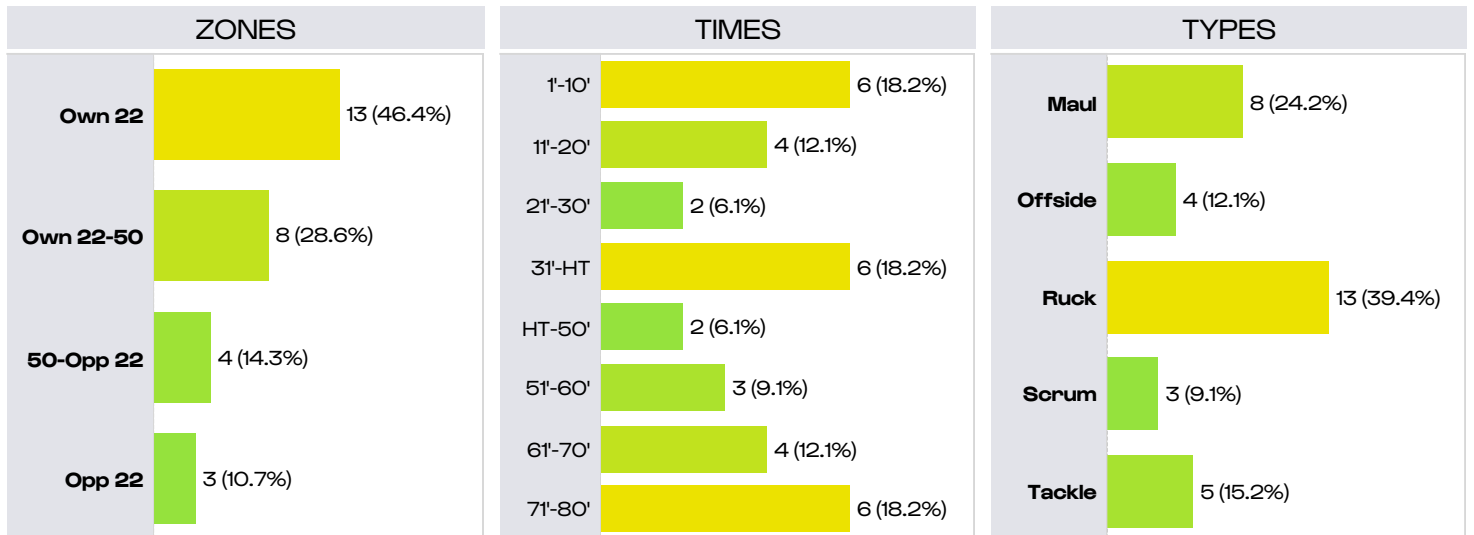 ZONES
Own 22
13 (46.4%)
Own 22-50
8 (28.6%)
50-Opp 22
4 (14.3%)
Opp 22
3 (10.7%)
TIMES
1'-10'
6 (18.2%)
11'-20'
4 (12.1%)
21'-30'
2 (6.1%)
31'-HT
6 (18.2%)
HT-50'
2 (6.1%)
51'-60'
3 (9.1%)
61'-70'
4 (12.1%)
71'-80'
6 (18.2%)
TYPES
Maul
8 (24.2%)
Offside
4 (12.1%)
Ruck
13 (39.4%)
Scrum
3 (9.1%)
Tackle
5 (15.2%)